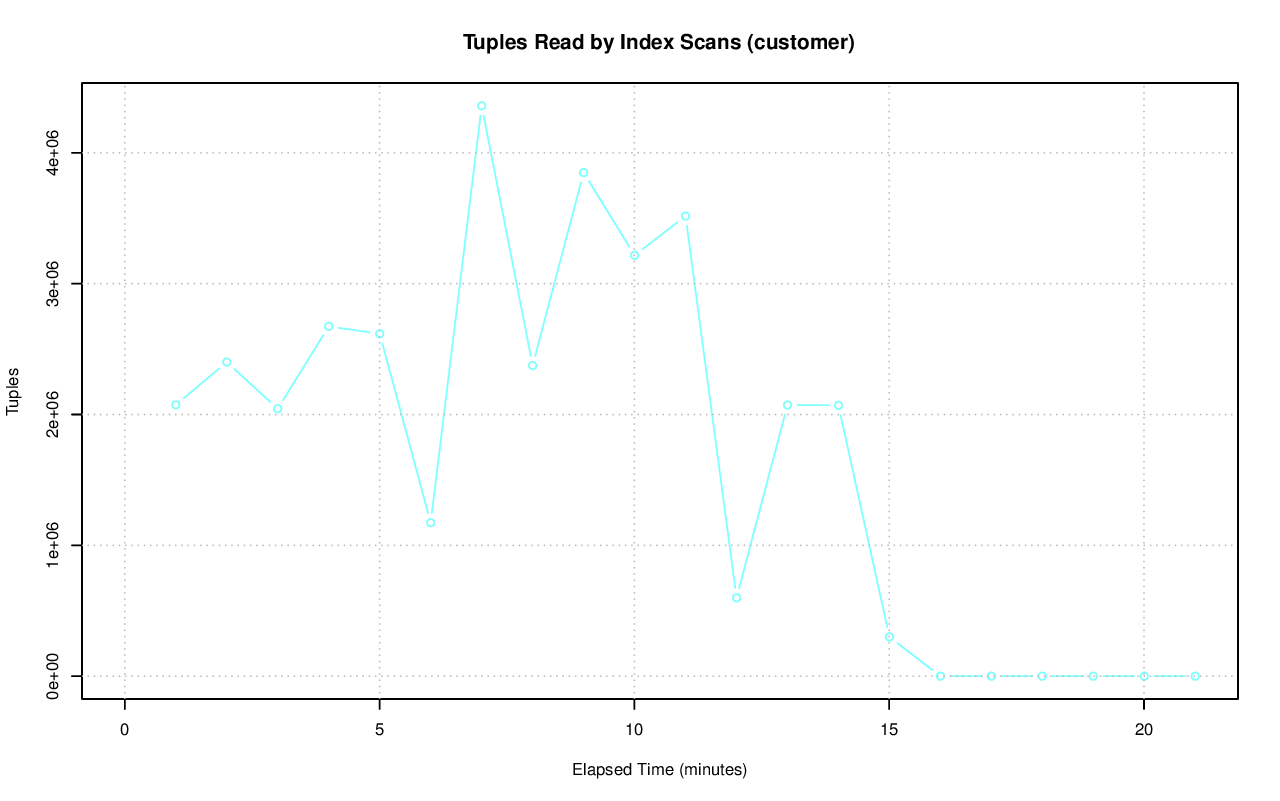 Tuples Read by Index Scans (customer)
Tuples
4e+06
3e+06
2e+06
1e+06
0e+00
0 5 10 15 20
Elapsed Time (minutes)